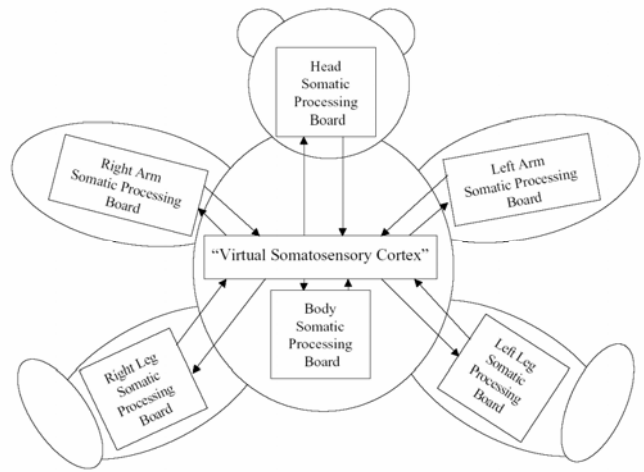 Head
Somatic
Processing
Board
Right Arm
Somatic Processing
Board
Left Arm
Somatic Processing
Board
“Virtual Somatosensory Cortex”
Body
Somatic
Processing
Board
Right Leg
Somatic
Processing
Board
Left Leg
Somatic
Processing
Board